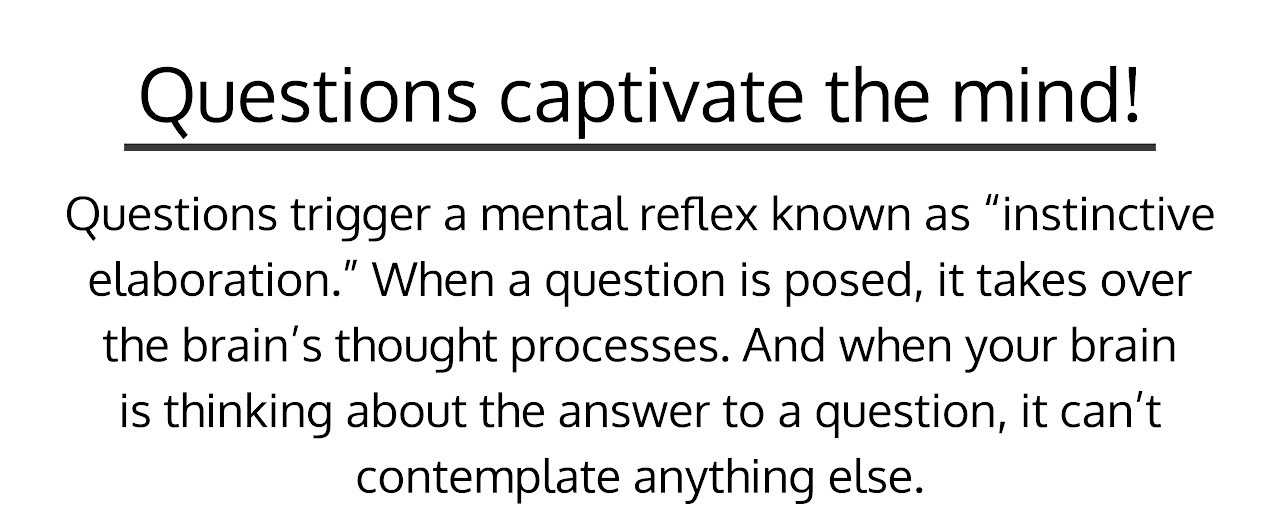 Questions captivate the mind!
Questions trigger a mental reflex known as “instinctive
elaboration.” When a question is posed, it takes over
the brain’s thought processes. And when your brain
is thinking about the answer to a question, it can’t
contemplate anything else.